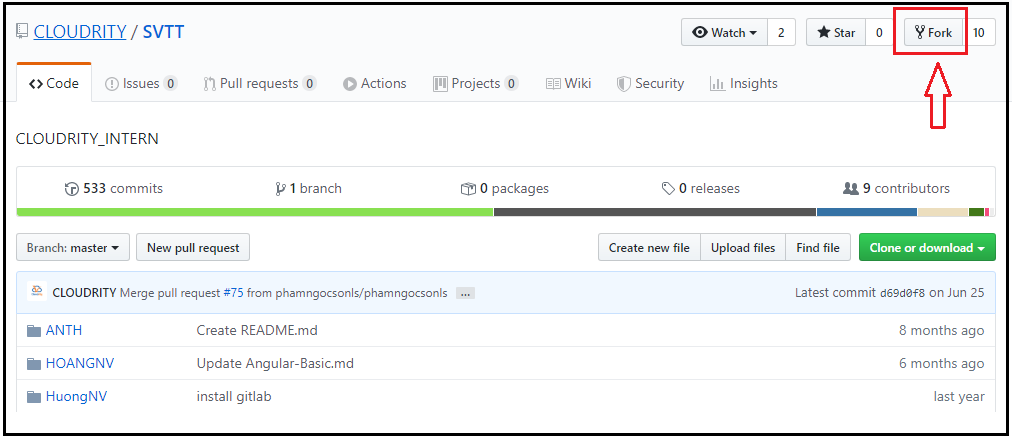 CLOUDRITY / SVTT Watch 2 Star 0 Fork 10
Code Issues 0 Pull requests 0 Actions Projects 0 Wiki Security Insights
CLOUDRITY_INTERN
533 commits 1 branch 0 packages 0 releases 9 contributors
Branch: master New pull request Create new file Upload files Find file Clone or download
CLOUDRITY Merge pull request #75 from phamngocsonls/phamngocsonls ... Latest commit d69d0f8 on Jun 25
ANTH Create README.md 8 months ago
HOANGNV Update Angular-Basic.md 6 months ago
HuongNV install gitlab last year